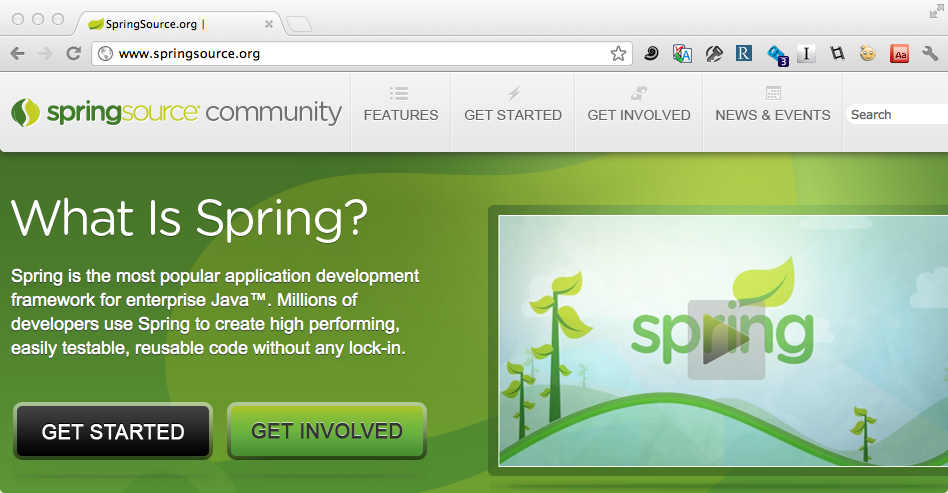 SpringSource.org |
www.springsource.org
R
3
I
Aa
springsource community
FEATURES
GET STARTED
GET INVOLVED
NEWS & EVENTS
Search
What Is Spring?
Spring is the most popular application development
framework for enterprise Java™. Millions of
developers use Spring to create high performing,
easily testable, reusable code without any lock-in.
spring
GET STARTED
GET INVOLVED